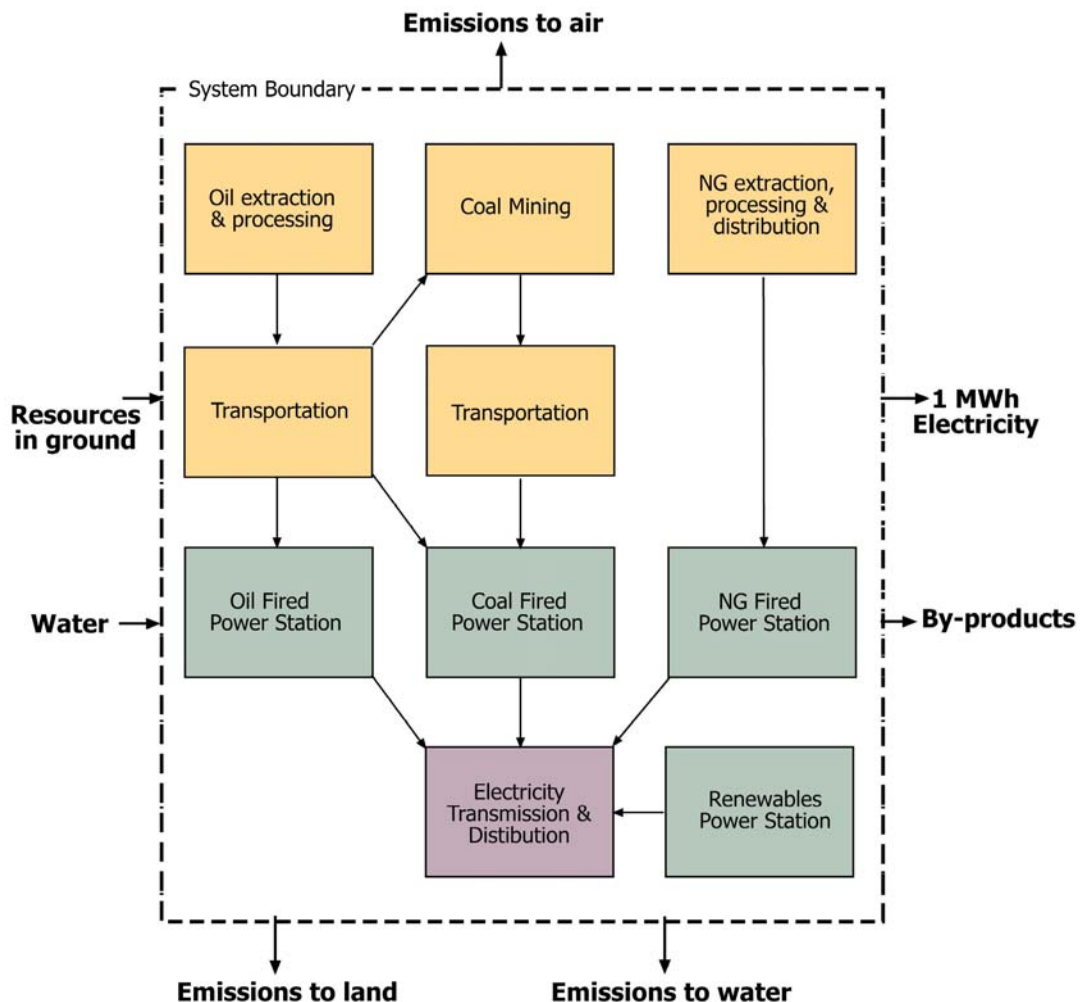 Emissions to air
System Boundary
Oil extraction
& processing
Coal Mining
NG extraction,
processing &
distribution
Resources
in ground
Transportation
Transportation
1 MWh
Electricity
Water
Oil Fired
Power Station
Coal Fired
Power Station
NG Fired
Power Station
By-products
Electricity
Transmission &
Distibution
Renewables
Power Station
Emissions to land
Emissions to water